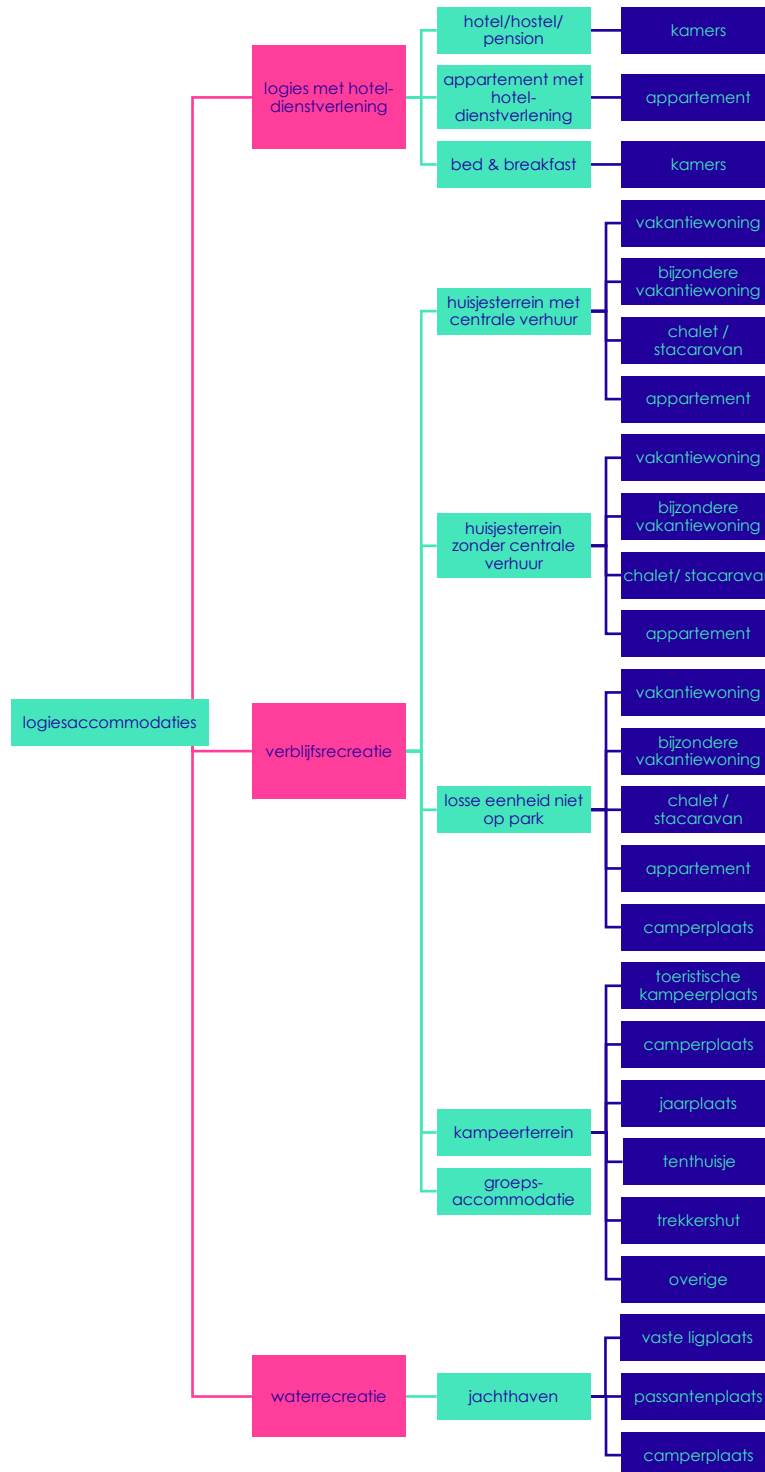 hotel/hostel/
pension
kamers
logies met hotel-
dienstverlening
appartement met
hotel-
dienstverlening
appartement
bed & breakfast
kamers
vakantiewoning
bijzondere
vakantiewoning
huisjesterrein met
centrale verhuur
chalet /
stacaravan
appartement
vakantiewoning
bijzondere
vakantiewoning
huisjesterrein
zonder centrale
verhuur
chalet/ stacarava
appartement
logiesaccommodaties
verblijfsrecreatie
vakantiewoning
bijzondere
vakantiewoning
losse eenheid niet
op park
chalet /
stacaravan
appartement
camperplaats
toeristische
kampeerplaats
camperplaats
jaarplaats
kampeerterrein
tenthuisje
groeps-
accommodatie
trekkershut
overige
vaste ligplaats
waterrecreatie
jachthaven
passantenplaats
camperplaats